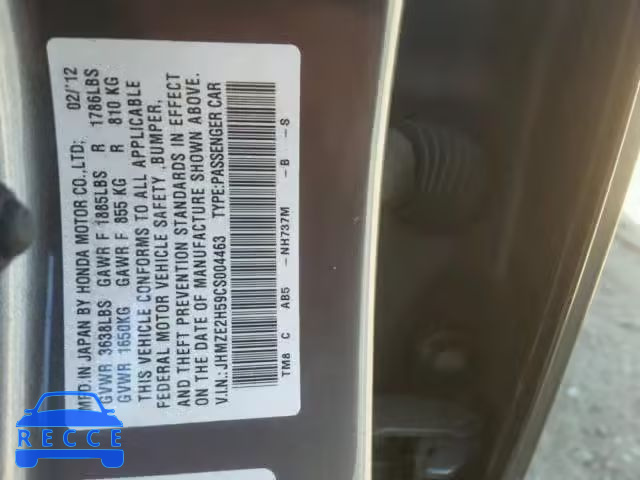 MFD.IN JAPAN BY HONDA MOTOR CO.,LTD; 02/'12
GVWR 3638LBS GAWR F 1885LBS R 1786LBS
GVWR 1650KG GAWR F 855 KG R 810 KG
THIS VEHICLE CONFORMS TO ALL APPLICABLE
FEDERAL MOTOR VEHICLE SAFETY ,BUMPER,
AND THEFT PREVENTION STANDARDS IN EFFECT
ON THE DATE OF MANUFACTURE SHOWN ABOVE.
V.I.N.:JHMZE2H59CS004463 TYPE:PASSENGER CAR
TM8 C AB5 -NH737M -B -S
RECCE